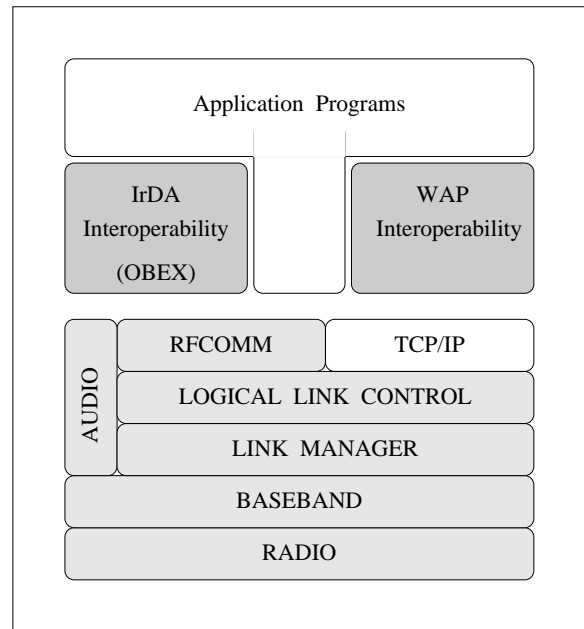 Application Programs
IrDA
Interoperability
(OBEX)
WAP
Interoperability
AUDIO
RFCOMM
TCP/IP
LOGICAL LINK CONTROL
LINK MANAGER
BASEBAND
RADIO